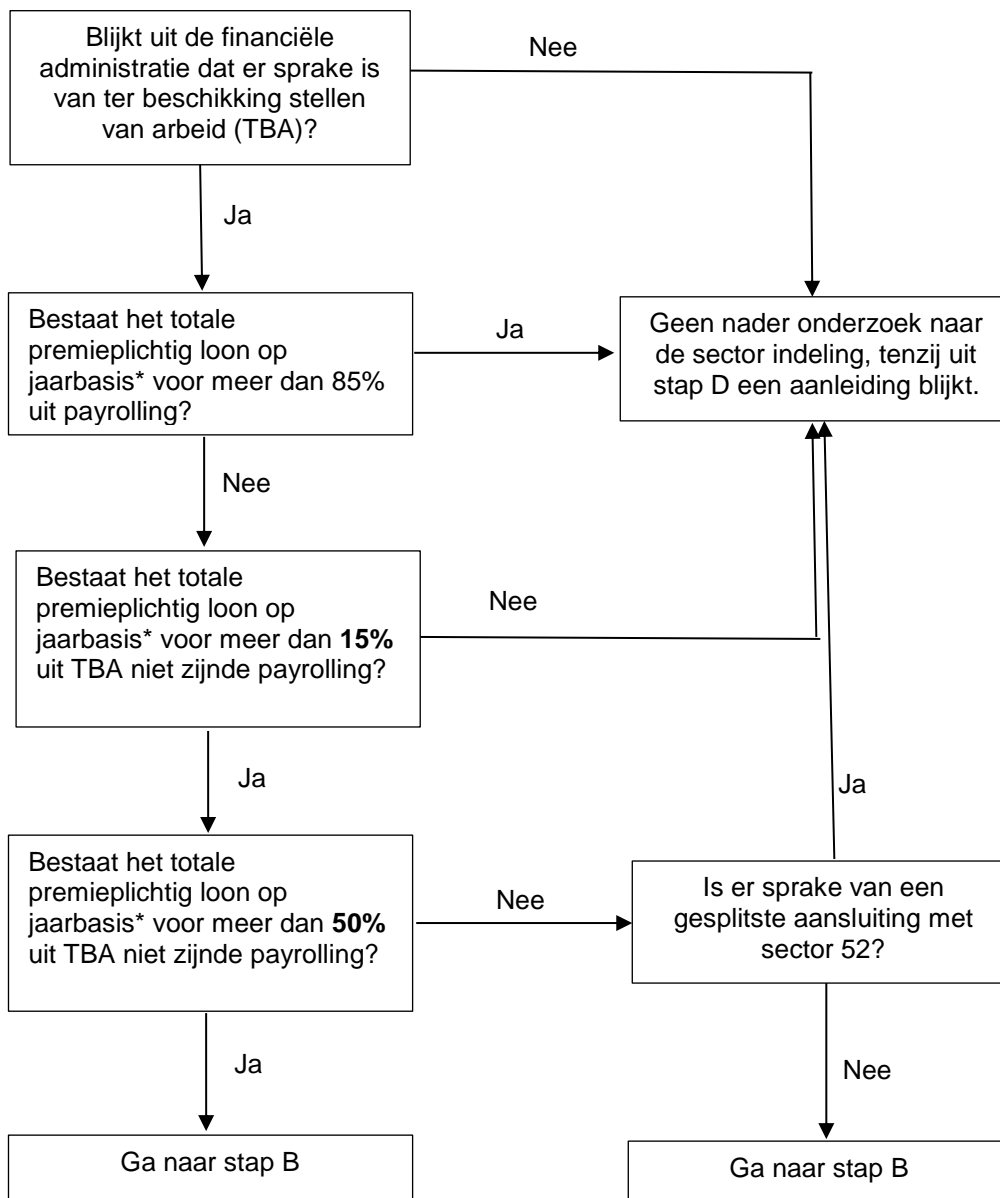 Blijkt uit de financiële
administratie dat er sprake is
van ter beschikking stellen
van arbeid (TBA)?
Nee
Ja
Bestaat het totale
premieplichtig loon op
jaarbasis* voor meer dan 85%
uit payrolling?
Ja
Geen nader onderzoek naar
de sector indeling, tenzij uit
stap D een aanleiding blijkt.
Nee
Bestaat het totale
premieplichtig loon op
jaarbasis* voor meer dan 15%
uit TBA niet zijnde payrolling?
Nee
Ja
Ja
Bestaat het totale
premieplichtig loon op
jaarbasis* voor meer dan 50%
uit TBA niet zijnde payrolling?
Nee
Is er sprake van een
gesplitste aansluiting met
sector 52?
Ja
Nee
Ga naar stap B
Ga naar stap B